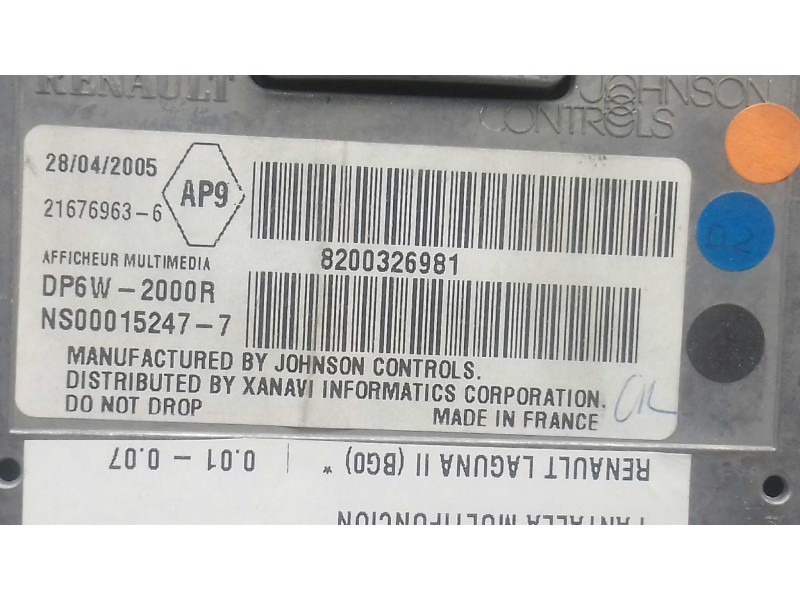 RENAULT
JOHNSON
CONTROLS
28/04/2005
AP9
21676963-6
AFFICHEUR MULTIMEDIA
8200326981
DP6W-2000R
NS00015247-7
MANUFACTURED BY JOHNSON CONTROLS.
DISTRIBUTED BY XANAVI INFORMATICS CORPORATION.
DO NOT DROP
MADE IN FRANCE
RENAULT LAGUNA II (BG0) * | 0.01 - 0.07
PANTALLA MULTIFUNCION